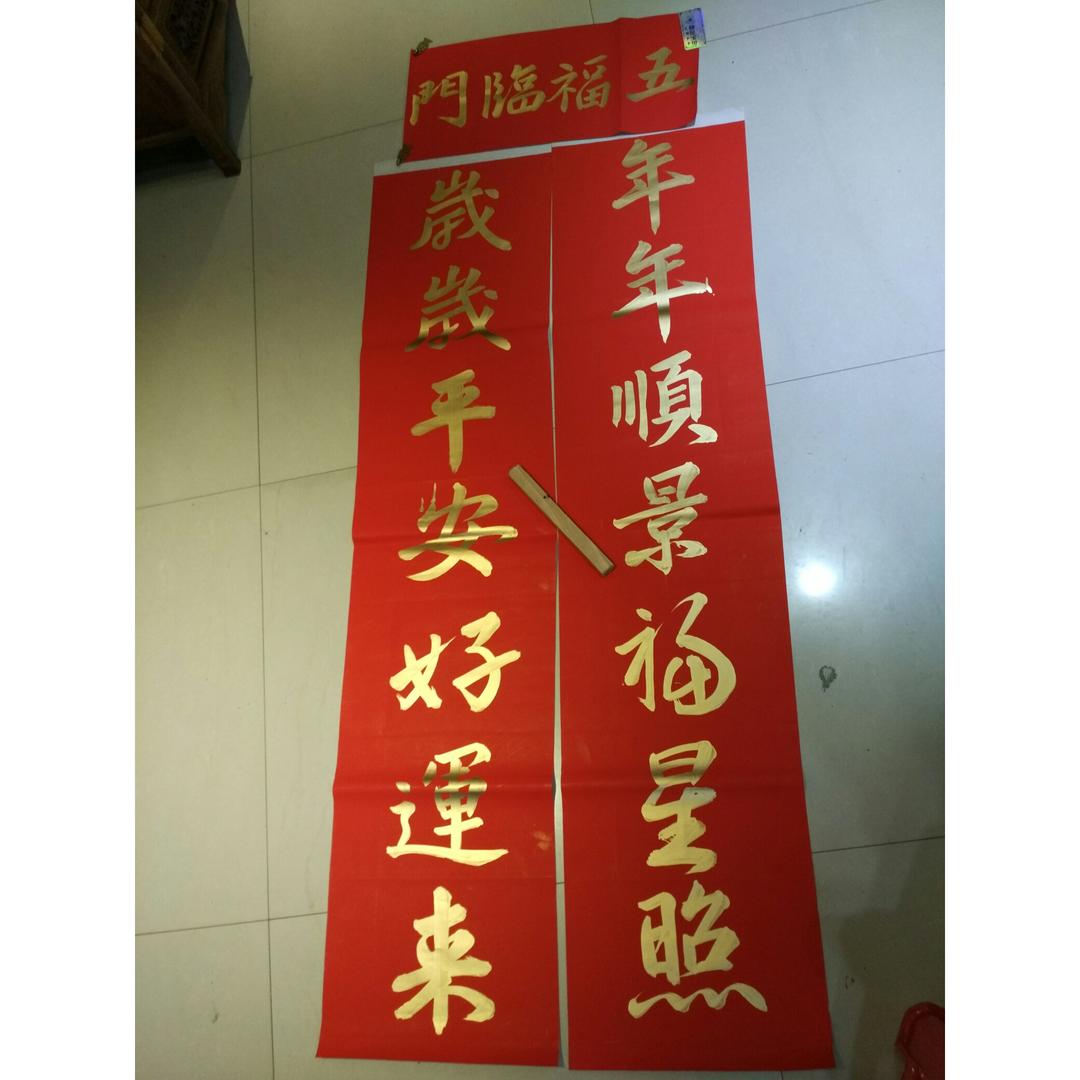 五福臨門
年年順景福星照
歲歲平安好運来